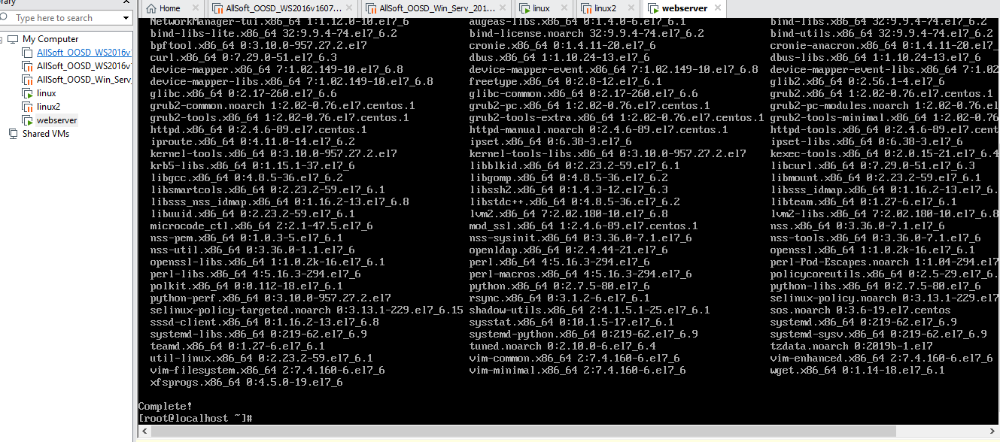 rary
Home
AllSoft_OOSD_WS2016v1607...
AllSoft_OOSD_Win_Serv_201...
linux
linux2
webserver
Type here to search
My Computer
AllSoft_OOSD_WS2016v
AllSoft_OOSD_WS2016v
AllSoft_OOSD_Win_Serv_
linux
linux2
webserver
Shared VMs
NetworkManager-tui.x86_64 1:1.12.0-10.el7_6 augeas-libs.x86_64 0:1.4.0-6.el7_6.1 bind-libs.x86_64 32:9.9.4-74.el7_6.2
bind-libs-lite.x86_64 32:9.9.4-74.el7_6.2 bind-license.noarch 32:9.9.4-74.el7_6.2 bind-utils.x86_64 32:9.9.4-74.el7_6.2
bpftool.x86_64 0:3.10.0-957.27.2.el7 cronie.x86_64 0:1.4.11-20.el7_6 cronie-anacron.x86_64 0:1.4.11-20.el7_
curl.x86_64 0:7.29.0-51.el7_6.3 dbus.x86_64 1:1.10.24-13.el7_6 dbus-libs.x86_64 1:1.10.24-13.el7_6
device-mapper.x86_64 7:1.02.149-10.el7_6.8 device-mapper-event.x86_64 7:1.02.149-10.el7_6.8 device-mapper-event-libs.x86_64 7:1.02
device-mapper-libs.x86_64 7:1.02.149-10.el7_6.8 freetype.x86_64 0:2.8-12.el7_6.1 glib2.x86_64 0:2.56.1-4.el7_6
glibc.x86_64 0:2.17-260.el7_6.6 glibc-common.x86_64 0:2.17-260.el7_6.6 grub2.x86_64 1:2.02-0.76.el7.centos.1
grub2-common.noarch 1:2.02-0.76.el7.centos.1 grub2-pc.x86_64 1:2.02-0.76.el7.centos.1 grub2-pc-modules.noarch 1:2.02-0.76.el
grub2-tools.x86_64 1:2.02-0.76.el7.centos.1 grub2-tools-extra.x86_64 1:2.02-0.76.el7.centos.1 grub2-tools-minimal.x86_64 1:2.02-0.76
httpd.x86_64 0:2.4.6-89.el7.centos.1 httpd-manual.noarch 0:2.4.6-89.el7.centos.1 httpd-tools.x86_64 0:2.4.6-89.el7.cent
iproute.x86_64 0:4.11.0-14.el7_6.2 ipset.x86_64 0:6.38-3.el7_6 ipset-libs.x86_64 0:6.38-3.el7_6
kernel-tools.x86_64 0:3.10.0-957.27.2.el7 kernel-tools-libs.x86_64 0:3.10.0-957.27.2.el7 kexec-tools.x86_64 0:2.0.15-21.el7_6.4
krb5-libs.x86_64 0:1.15.1-37.el7_6 libblkid.x86_64 0:2.23.2-59.el7_6.1 libcurl.x86_64 0:7.29.0-51.el7_6.3
libgcc.x86_64 0:4.8.5-36.el7_6.2 libgomp.x86_64 0:4.8.5-36.el7_6.2 libmount.x86_64 0:2.23.2-59.el7_6.1
libsmartcols.x86_64 0:2.23.2-59.el7_6.1 libssh2.x86_64 0:1.4.3-12.el7_6.3 libsss_idmap.x86_64 0:1.16.2-13.el7_6.
libsss_nss_idmap.x86_64 0:1.16.2-13.el7_6.8 libstdc++.x86_64 0:4.8.5-36.el7_6.2 libteam.x86_64 0:1.27-6.el7_6.1
libuuid.x86_64 0:2.23.2-59.el7_6.1 lvm2.x86_64 7:2.02.180-10.el7_6.8 lvm2-libs.x86_64 7:2.02.180-10.el7_6.8
microcode_ctl.x86_64 2:2.1-47.5.el7_6 mod_ssl.x86_64 1:2.4.6-89.el7.centos.1 nss.x86_64 0:3.36.0-7.1.el7_6
nss-pem.x86_64 0:1.0.3-5.el7_6.1 nss-sysinit.x86_64 0:3.36.0-7.1.el7_6 nss-tools.x86_64 0:3.36.0-7.1.el7_6
nss-util.x86_64 0:3.36.0-1.1.el7_6 openldap.x86_64 0:2.4.44-21.el7_6 openssl.x86_64 1:1.0.2k-16.el7_6.1
openssl-libs.x86_64 1:1.0.2k-16.el7_6.1 perl.x86_64 4:5.16.3-294.el7_6 perl-Pod-Escapes.noarch 1:1.04-294.el7
perl-libs.x86_64 4:5.16.3-294.el7_6 perl-macros.x86_64 4:5.16.3-294.el7_6 policycoreutils.x86_64 0:2.5-29.el7_6.
polkit.x86_64 0:0.112-18.el7_6.1 python.x86_64 0:2.7.5-80.el7_6 python-libs.x86_64 0:2.7.5-80.el7_6
python-perf.x86_64 0:3.10.0-957.27.2.el7 rsync.x86_64 0:3.1.2-6.el7_6.1 selinux-policy.noarch 0:3.13.1-229.el7
selinux-policy-targeted.noarch 0:3.13.1-229.el7_6.15 shadow-utils.x86_64 2:4.1.5.1-25.el7_6.1 sos.noarch 0:3.6-19.el7.centos
sssd-client.x86_64 0:1.16.2-13.el7_6.8 sysstat.x86_64 0:10.1.5-17.el7_6.1 systemd.x86_64 0:219-62.el7_6.9
systemd-libs.x86_64 0:219-62.el7_6.9 systemd-python.x86_64 0:219-62.el7_6.9 systemd-sysv.x86_64 0:219-62.el7_6.9
teamd.x86_64 0:1.27-6.el7_6.1 tuned.noarch 0:2.10.0-6.el7_6.4 tzdata.noarch 0:2019b-1.el7
util-linux.x86_64 0:2.23.2-59.el7_6.1 vim-common.x86_64 2:7.4.160-6.el7_6 vim-enhanced.x86_64 2:7.4.160-6.el7_6
vim-filesystem.x86_64 2:7.4.160-6.el7_6 vim-minimal.x86_64 2:7.4.160-6.el7_6 wget.x86_64 0:1.14-18.el7_6.1
xfsprogs.x86_64 0:4.5.0-19.el7_6
Complete!
[root@localhost ~]#